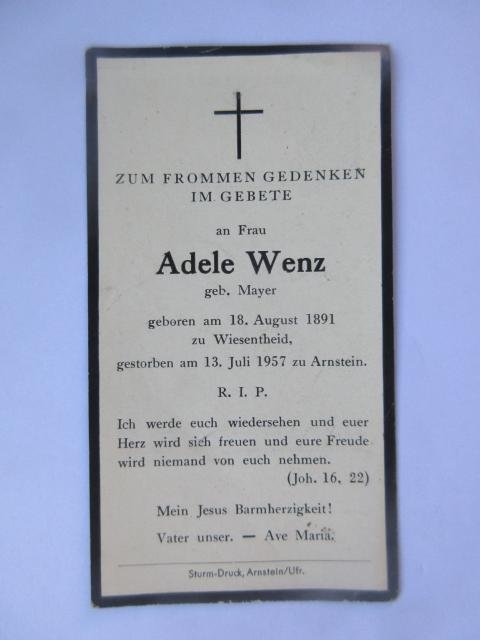 ZUM FROMMEN GEDENKEN
IM GEBETE
an Frau
Adele Wenz
geb. Mayer
geboren am 18. August 1891
zu Wiesentheid,
gestorben am 13. Juli 1957 zu Arnstein.
R. I. P.
Ich werde euch wiedersehen und euer
Herz wird sich freuen und eure Freude
wird niemand von euch nehmen.
(Joh. 16, 22)
Mein Jesus Barmherzigkeit!
Vater unser. — Ave Maria.
Sturm-Druck, Arnstein/Ufr.